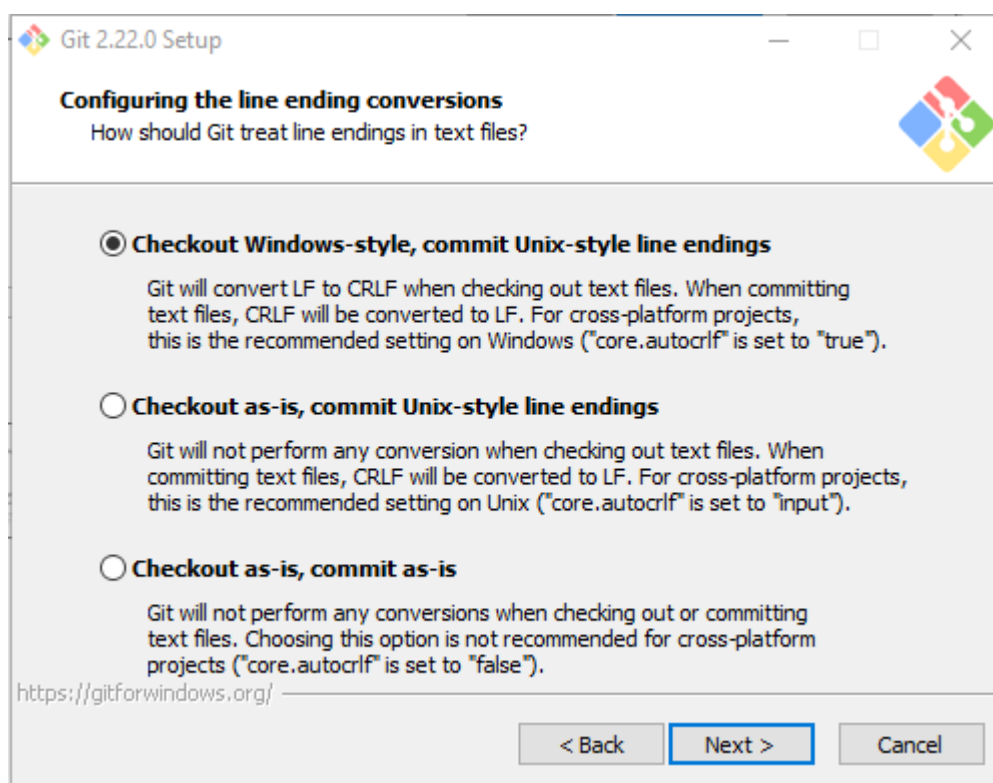 Git 2.22.0 Setup
Configuring the line ending conversions
How should Git treat line endings in text files?
Checkout Windows-style, commit Unix-style line endings
Git will convert LF to CRLF when checking out text files. When committing
text files, CRLF will be converted to LF. For cross-platform projects,
this is the recommended setting on Windows ("core.autocrlf" is set to "true").
Checkout as-is, commit Unix-style line endings
Git will not perform any conversion when checking out text files. When
committing text files, CRLF will be converted to LF. For cross-platform projects,
this is the recommended setting on Unix ("core.autocrlf" is set to "input").
Checkout as-is, commit as-is
Git will not perform any conversions when checking out or committing
text files. Choosing this option is not recommended for cross-platform
projects ("core.autocrlf" is set to "false").
https://gitforwindows.org/
< Back Next > Cancel